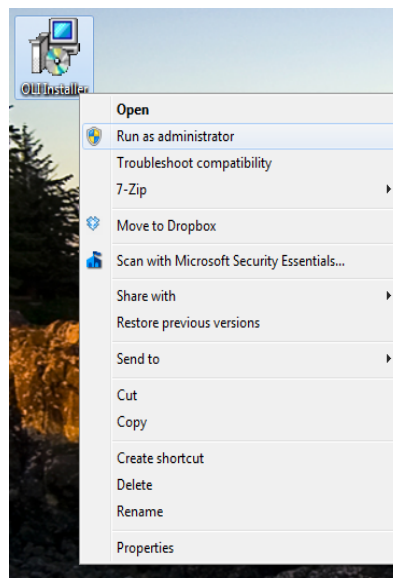 OLI Installer
Open
Run as administrator
Troubleshoot compatibility
7-Zip
Move to Dropbox
Scan with Microsoft Security Essentials...
Share with
Restore previous versions
Send to
Cut
Copy
Create shortcut
Delete
Rename
Properties